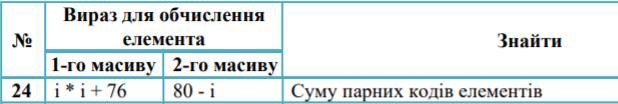 №
Вираз для обчислення
елемента
Знайти
1-го масиву 2-го масиву
24 i * i + 76 80 - i Суму парних кодів елементів